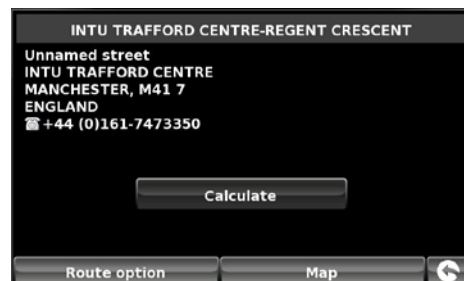 INTU TRAFFORD CENTRE-REGENT CRESCENT
Unnamed street
INTU TRAFFORD CENTRE
MANCHESTER, M41 7
ENGLAND
☎+44 (0)161-7473350
Calculate
Route option
Map